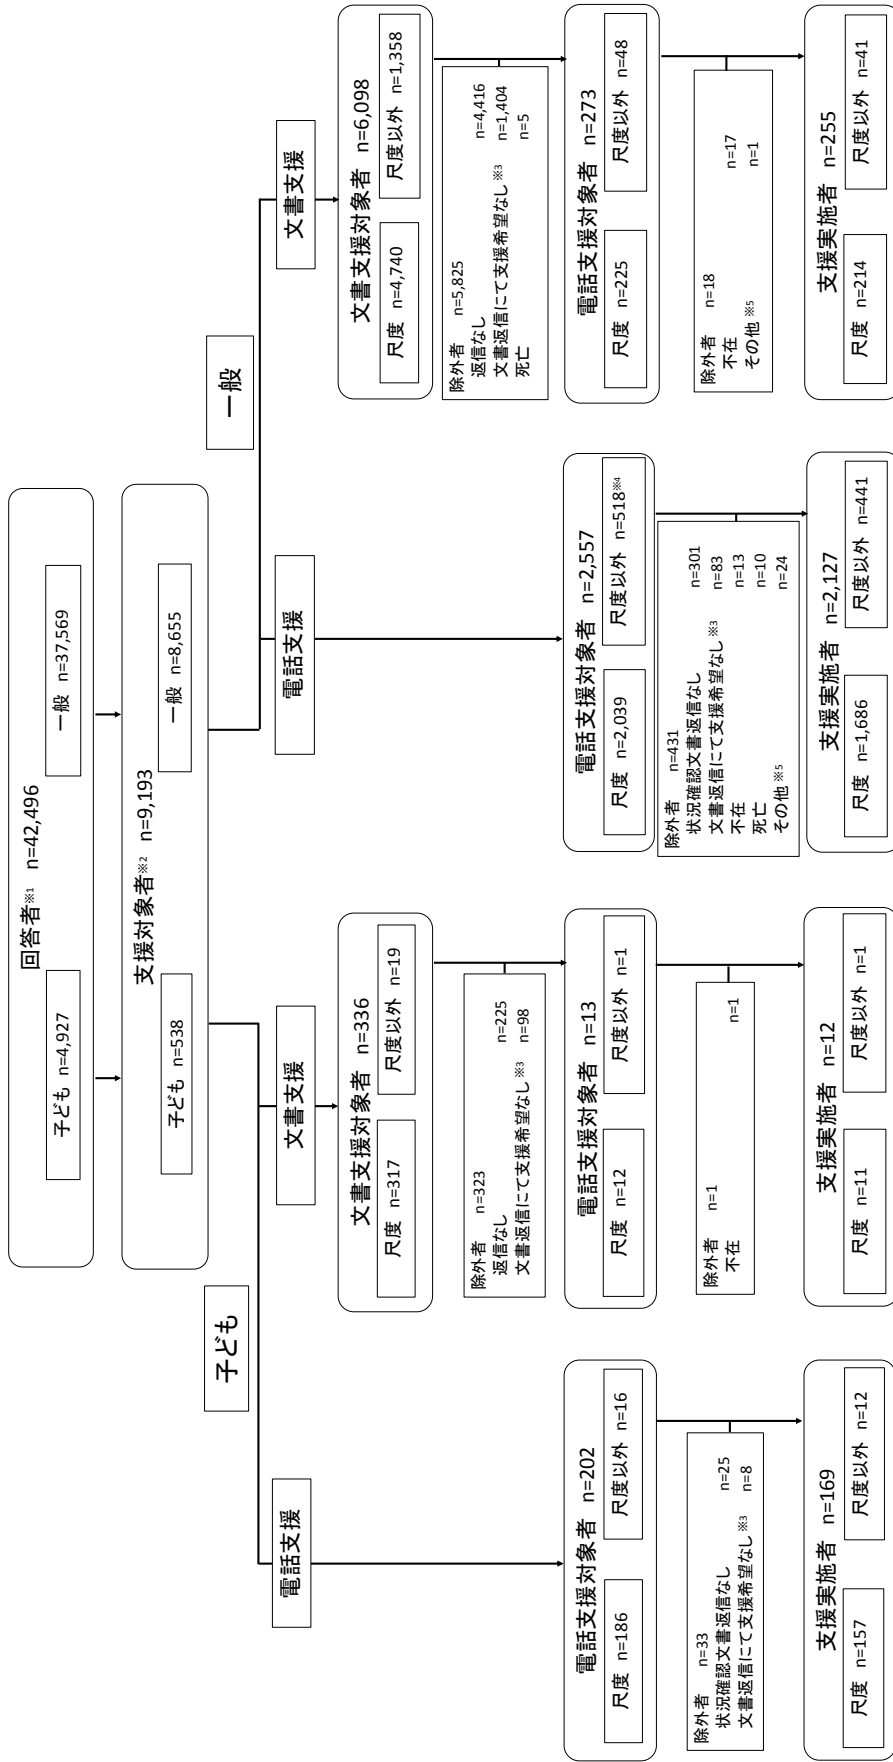 回答者※1 n=42,496
子ども n=4,927
一般 n=37,569
支援対象者※2 n=9,193
子ども n=538
一般 n=8,655
子ども
一般
電話支援
文書支援
電話支援
文書支援
文書支援対象者 n=336
尺度 n=317
尺度以外 n=19
文書支援対象者 n=6,098
尺度 n=4,740
尺度以外 n=1,358
除外者 n=323
返信なし n=225
文書返信にて支援希望なし※3 n=98
除外者 n=5,825
返信なし n=4,416
文書返信にて支援希望なし※3 n=1,404
死亡 n=5
電話支援対象者 n=202
尺度 n=186
尺度以外 n=16
電話支援対象者 n=13
尺度 n=12
尺度以外 n=1
電話支援対象者 n=2,557
尺度 n=2,039
尺度以外 n=518※4
電話支援対象者 n=273
尺度 n=225
尺度以外 n=48
除外者 n=33
状況確認文書返信なし n=25
文書返信にて支援希望なし※3 n=8
除外者 n=1
不在 n=1
除外者 n=431
状況確認文書返信なし n=301
文書返信にて支援希望なし※3 n=83
不在 n=13
死亡 n=10
その他※5 n=24
除外者 n=18
不在 n=17
その他※5 n=1
支援実施者 n=169
尺度 n=157
尺度以外 n=12
支援実施者 n=12
尺度 n=11
尺度以外 n=1
支援実施者 n=2,127
尺度 n=1,686
尺度以外 n=441
支援実施者 n=255
尺度 n=214
尺度以外 n=41